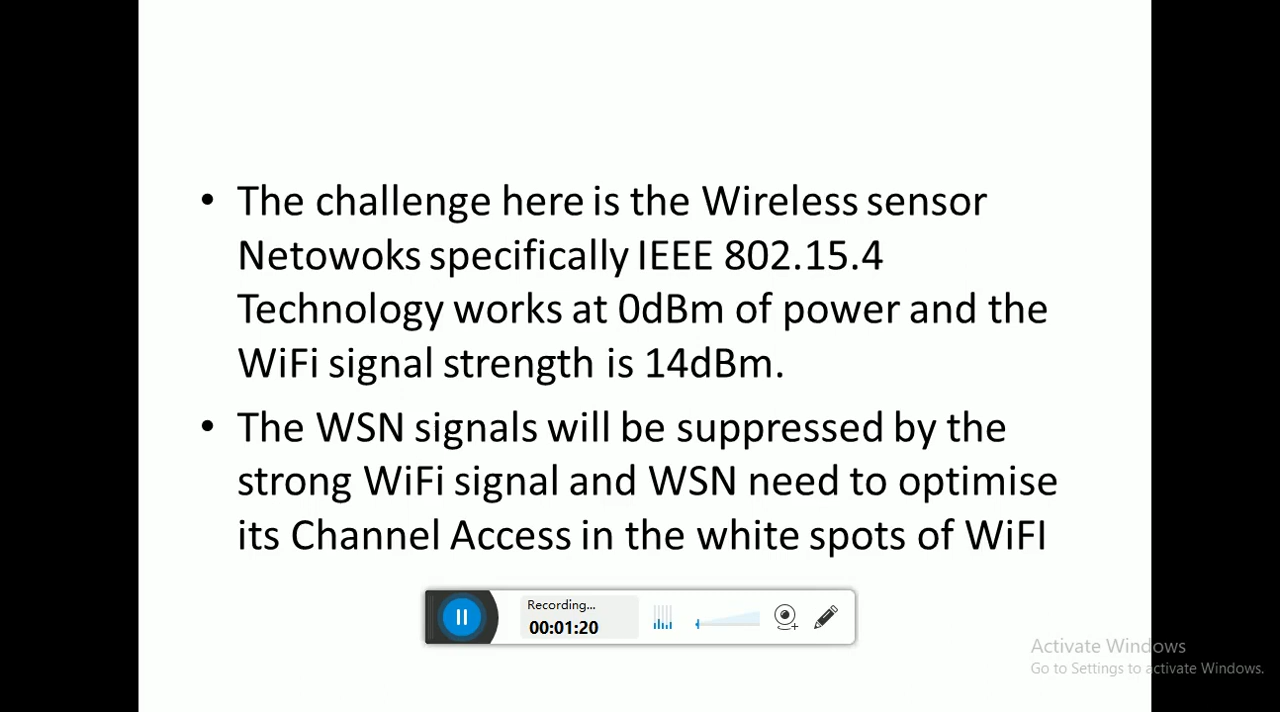 • The challenge here is the Wireless sensor
Netowoks specifically IEEE 802.15.4
Technology works at 0dBm of power and the
WiFi signal strength is 14dBm.
• The WSN signals will be suppressed by the
strong WiFi signal and WSN need to optimise
its Channel Access in the white spots of WiFI
Recording...
00:01:20
Activate Windows
Go to Settings to activate Windows.